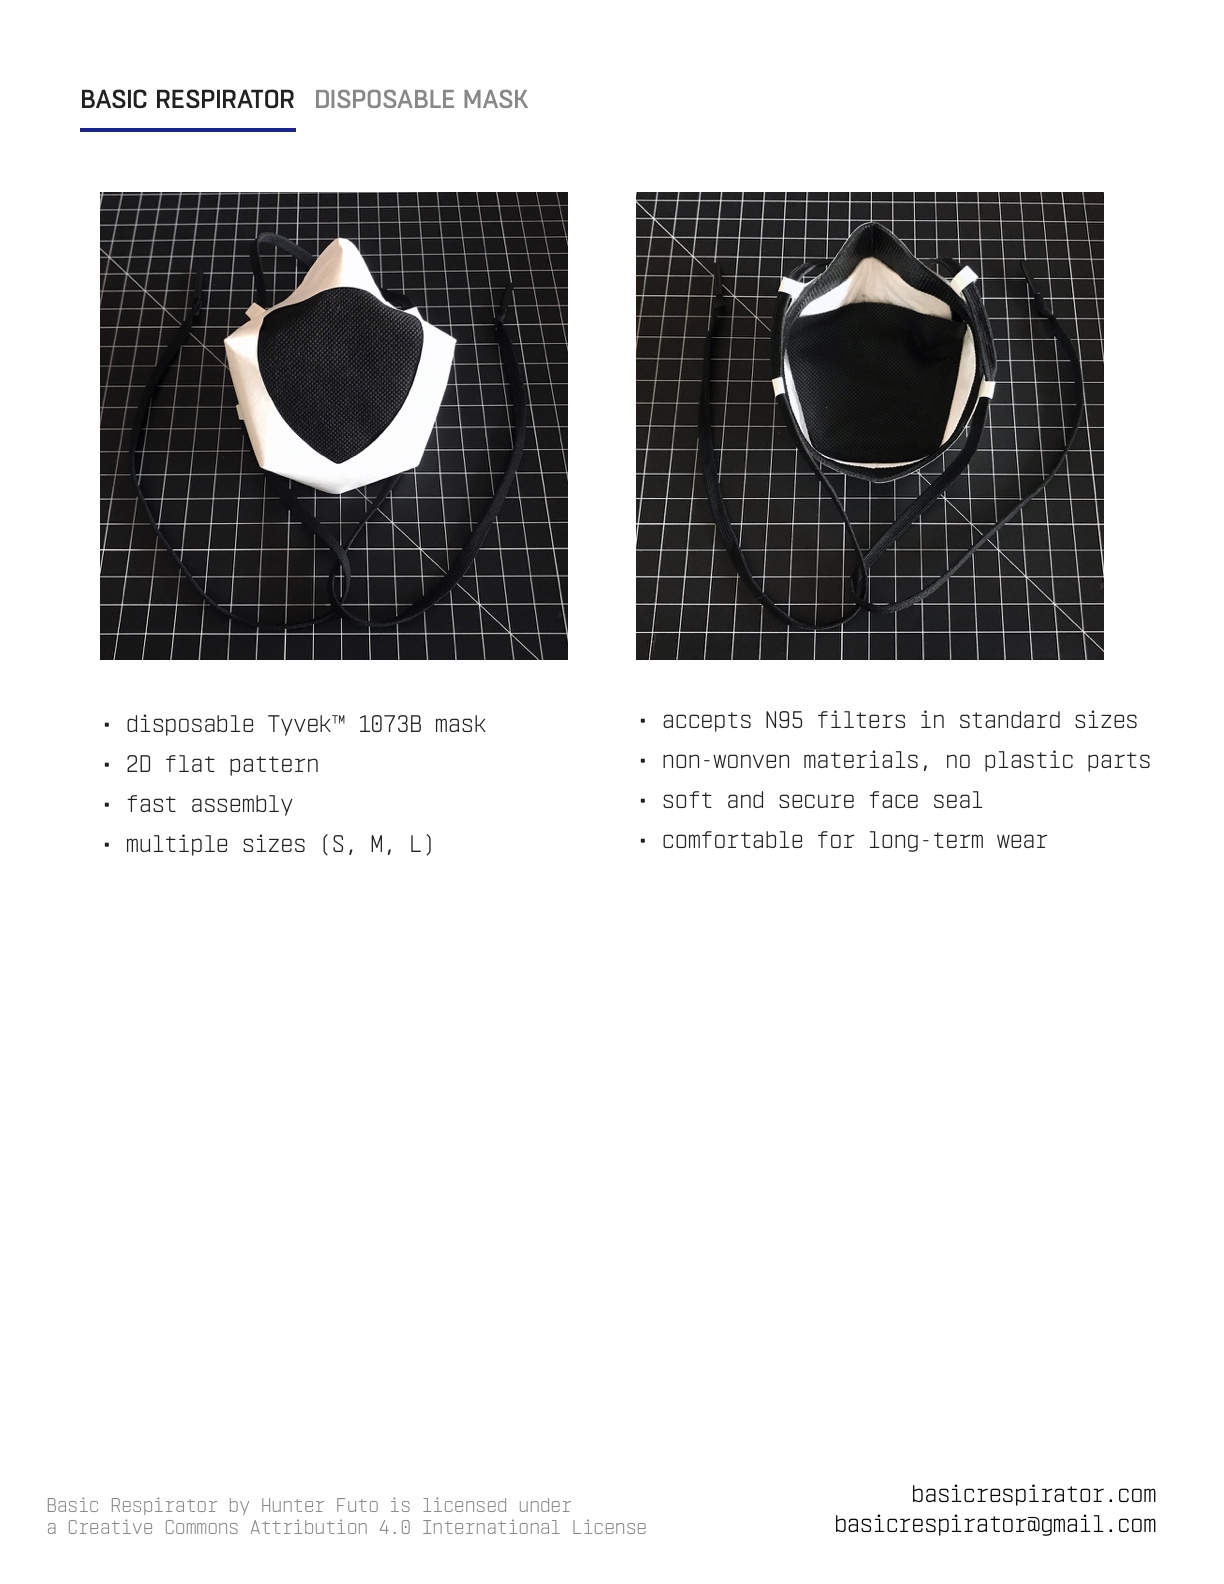 BASIC RESPIRATOR DISPOSABLE MASK
• disposable Tyvek™ 1073B mask
• 2D flat pattern
• fast assembly
• multiple sizes (S, M, L)
• accepts N95 filters in standard sizes
• non-wonven materials, no plastic parts
• soft and secure face seal
• comfortable for long-term wear
Basic Respirator by Hunter Futo is licensed under
a Creative Commons Attribution 4.0 International License
basicrespirator.com
basicrespirator@gmail.com